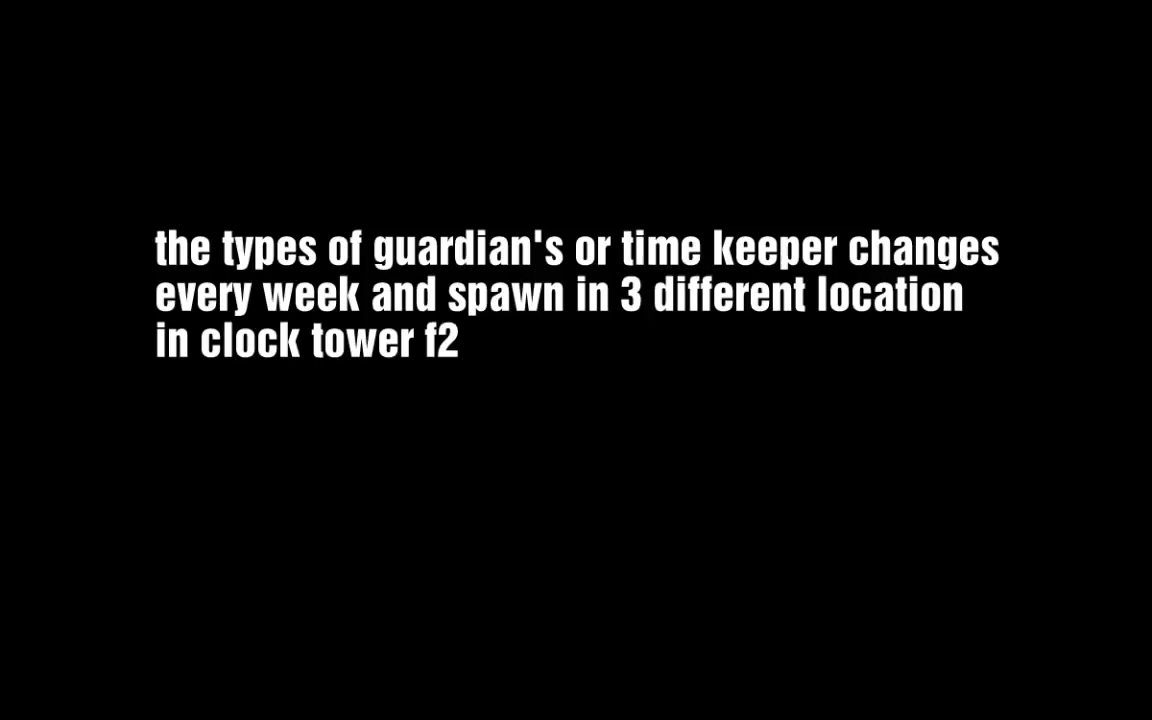 the types of guardian's or time keeper changes
every week and spawn in 3 different location
in clock tower f2